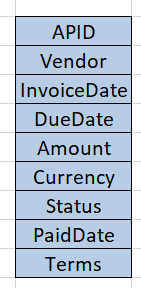 APID
Vendor
InvoiceDate
DueDate
Amount
Currency
Status
PaidDate
Terms